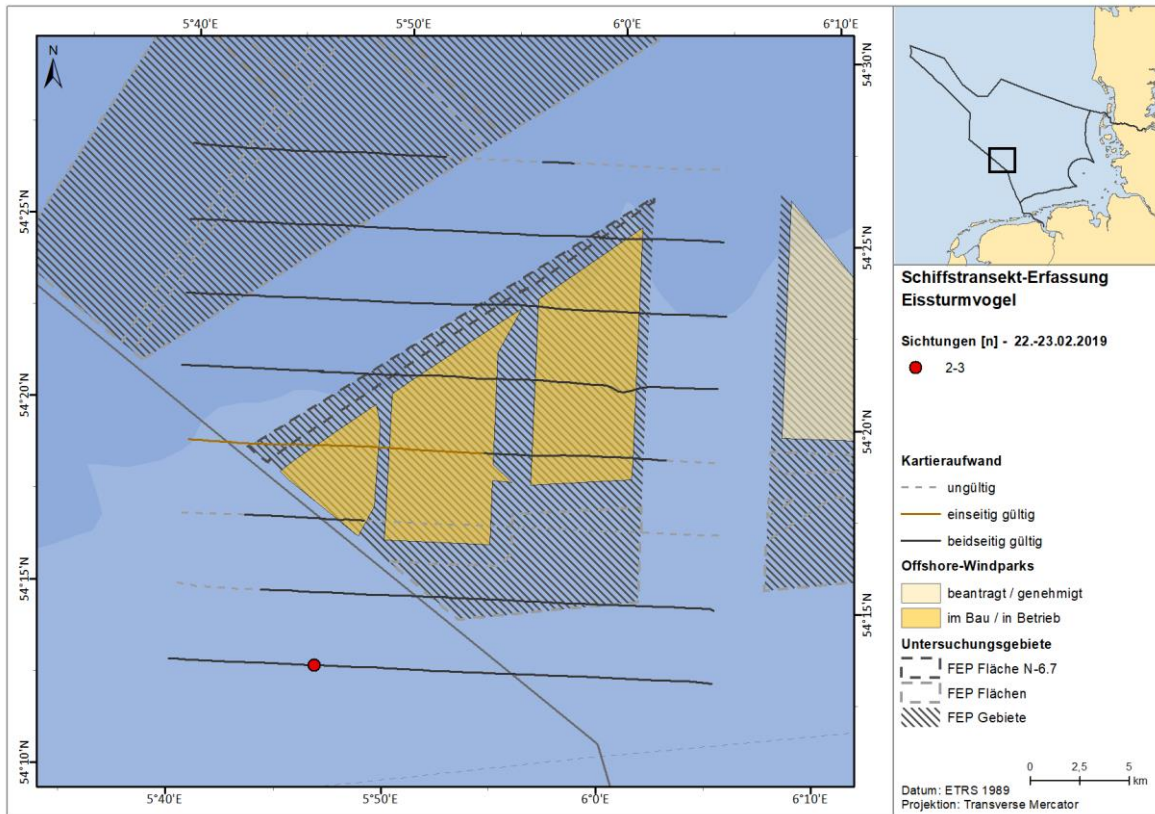 5°40'E
5°50'E
6°0'E
6°10'E
N
54°30'N
54°25'N
54°25'N
54°20'N
54°20'N
54°15'N
54°15'N
54°10'N
5°40'E
5°50'E
6°0'E
6°10'E
Schiffstransekt-Erfassung
Eissturmvogel
Sichtungen [n] - 22.-23.02.2019
2-3
Kartieraufwand
ungültig
einseitig gültig
beidseitig gültig
Offshore-Windparks
beantragt / genehmigt
im Bau / in Betrieb
Untersuchungsgebiete
FEP Fläche N-6.7
FEP Flächen
FEP Gebiete
0 2,5 5
km
Datum: ETRS 1989
Projektion: Transverse Mercator